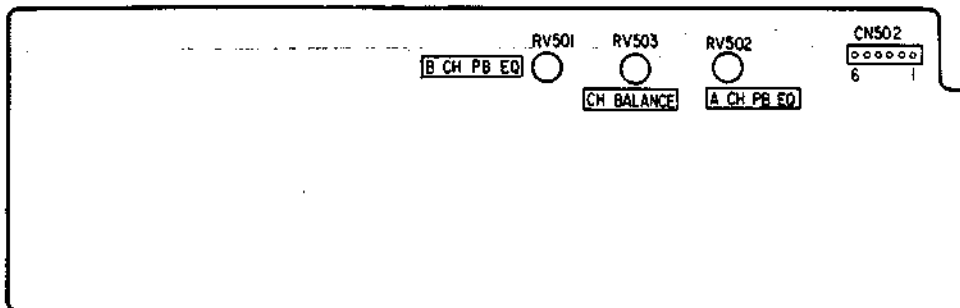 RV501 RV503 RV502 CN502
B CH PB EQ
6 1
CH BALANCE A CH PB EQ